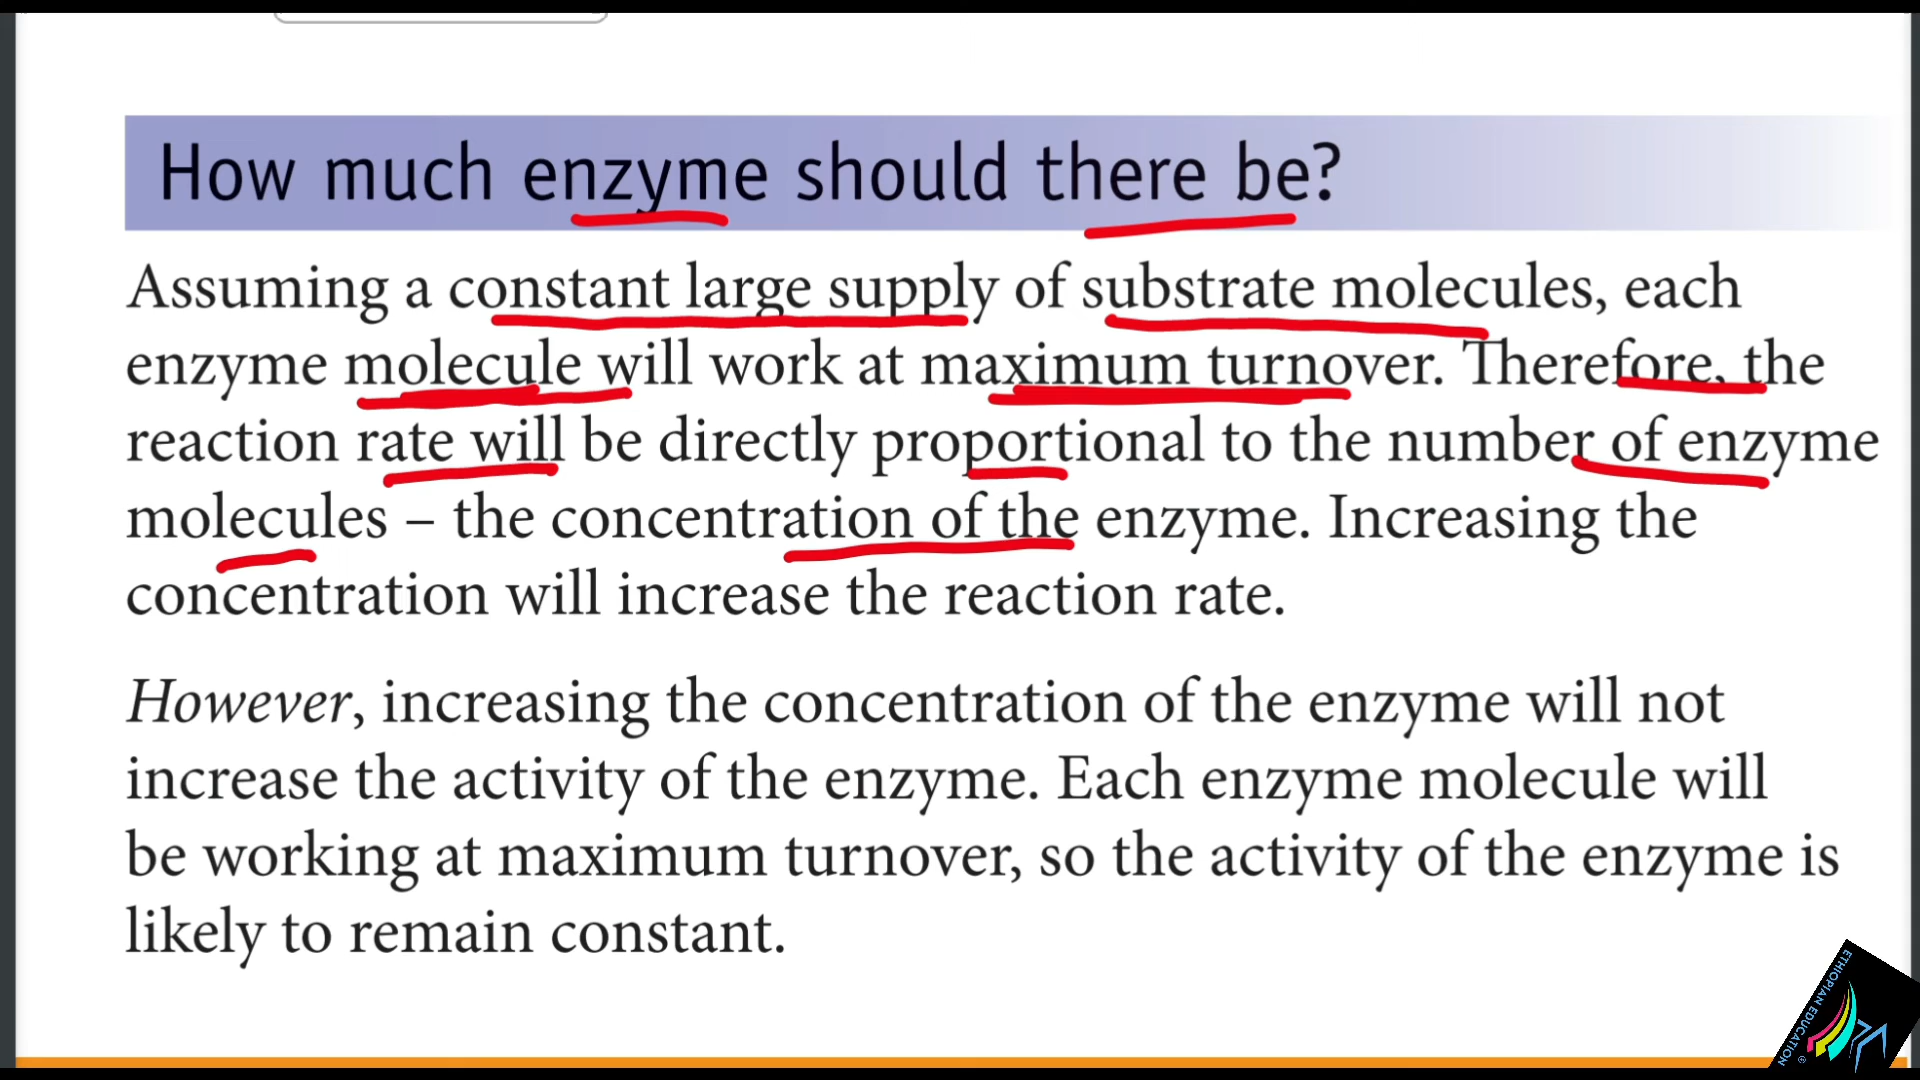 How much enzyme should there be?
Assuming a constant large supply of substrate molecules, each
enzyme molecule will work at maximum turnover. Therefore, the
reaction rate will be directly proportional to the number of enzyme
molecules – the concentration of the enzyme. Increasing the
concentration will increase the reaction rate.
However, increasing the concentration of the enzyme will not
increase the activity of the enzyme. Each enzyme molecule will
be working at maximum turnover, so the activity of the enzyme is
likely to remain constant.
ETHIOPIAN EDUCATION ®